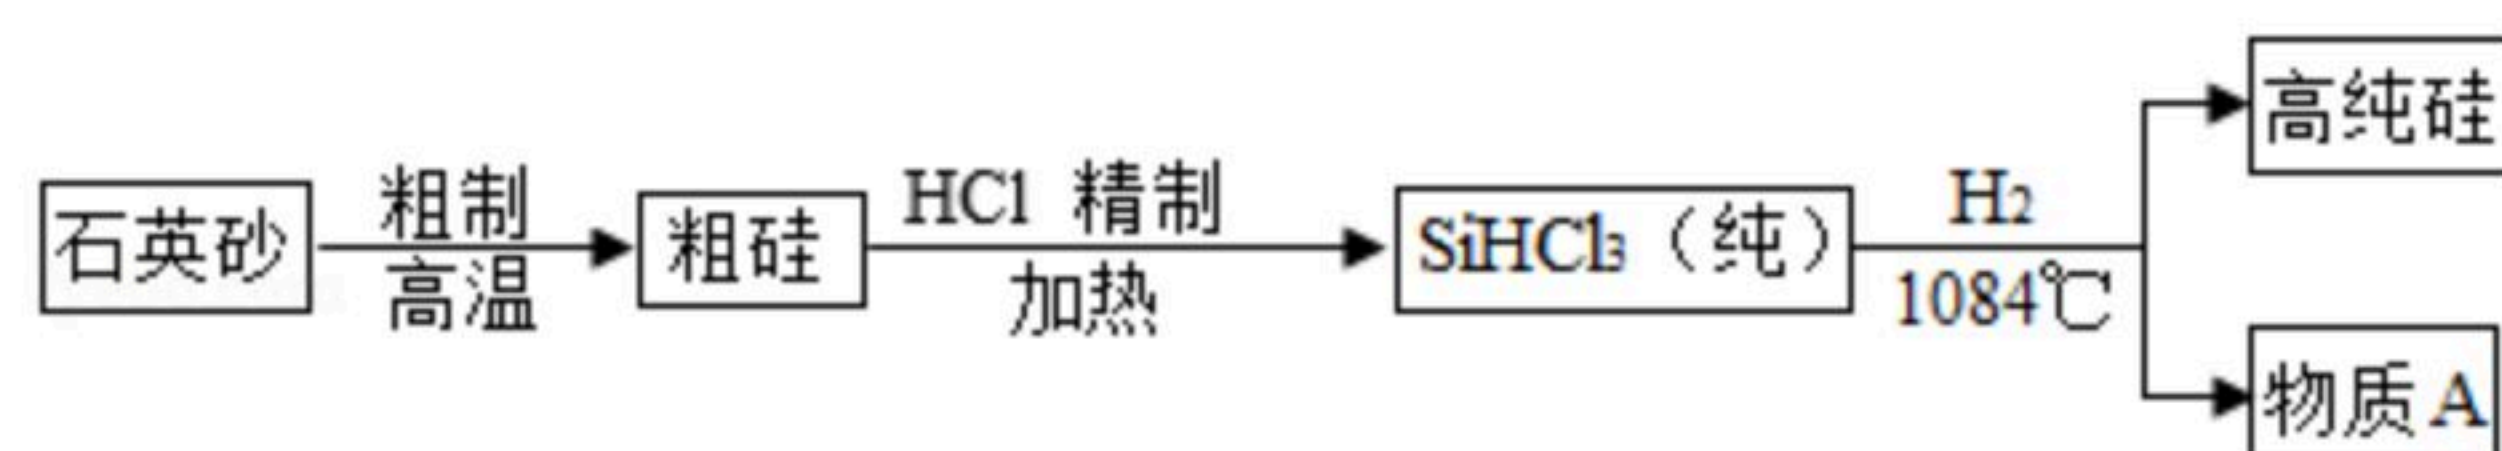 石英砂
粗制
高温
粗硅
HCl 精制
加热
SiHCl₃（纯）
H₂
1084℃
高纯硅
物质A